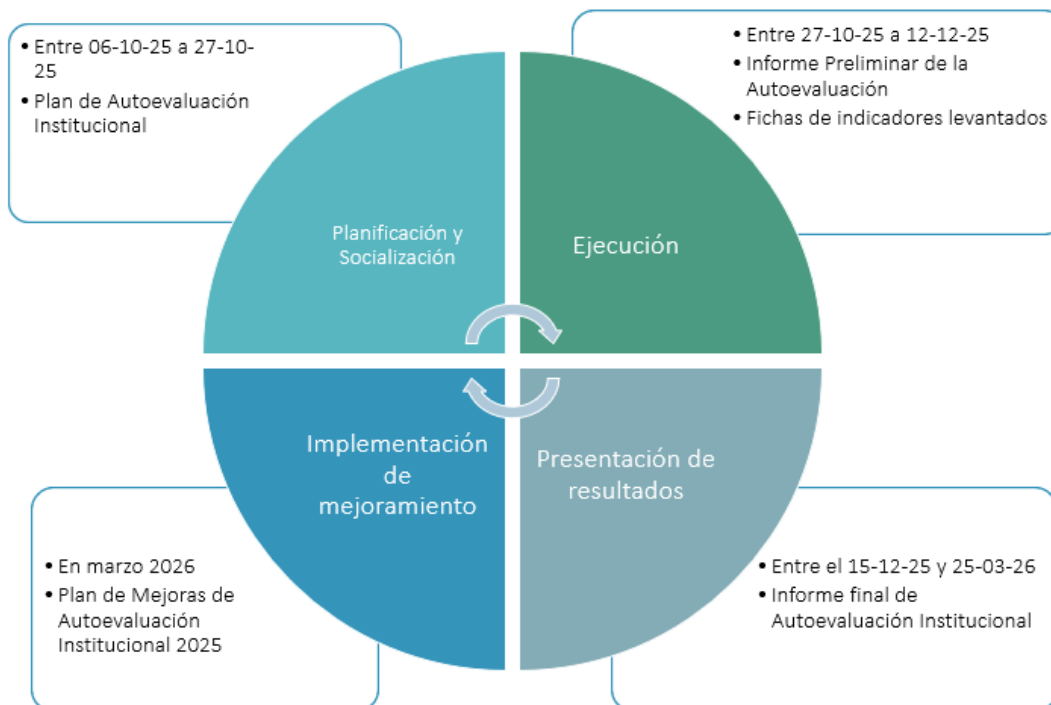 • Entre 06-10-25 a 27-10-
25
• Plan de Autoevaluación
Institucional
• Entre 27-10-25 a 12-12-25
• Informe Preliminar de la
Autoevaluación
• Fichas de indicadores levantados
Planificación y
Socialización
Ejecución
Implementación
de
mejoramiento
Presentación de
resultados
• En marzo 2026
• Plan de Mejoras de
Autoevaluación
Institucional 2025
• Entre el 15-12-25 y 25-03-26
• Informe final de
Autoevaluación Institucional